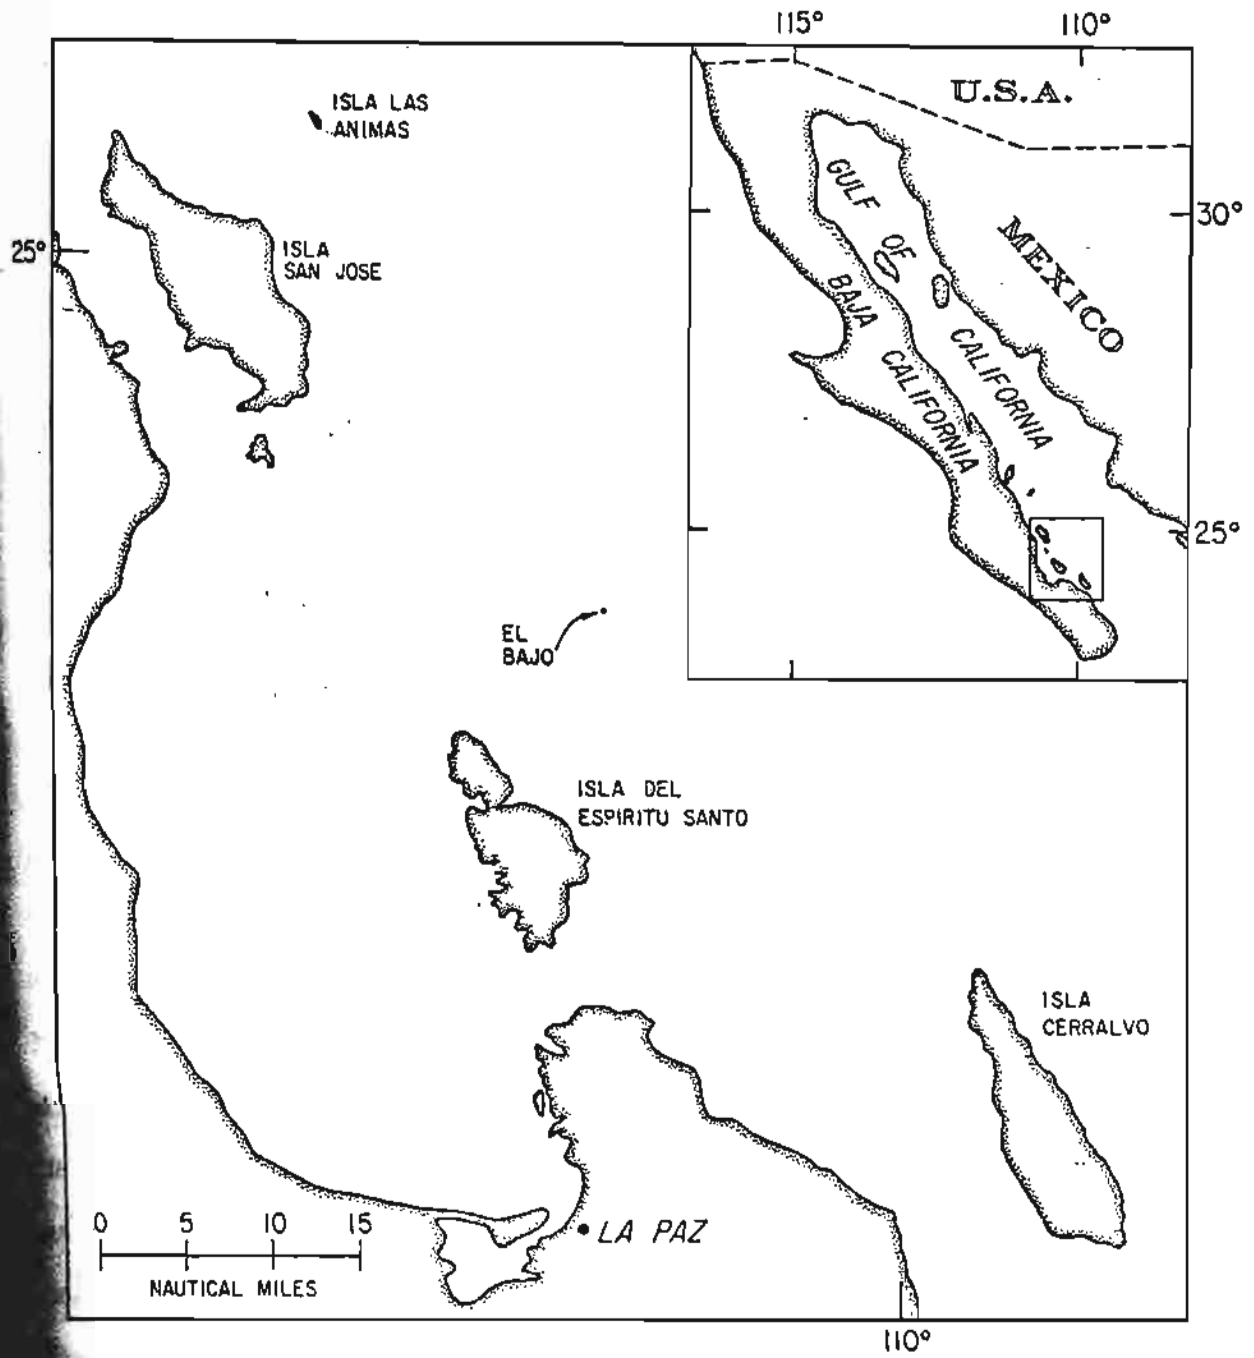 115° 110°
U.S.A.
ISLA LAS
ANIMAS
GULF OF CALIFORNIA
30°
MEXICO
25°
ISLA
SAN JOSE
BAJA CALIFORNIA
25°
EL
BAJO
ISLA DEL
ESPIRITU SANTO
ISLA
CERRALVO
0 5 10 15
NAUTICAL MILES
LA PAZ
110°